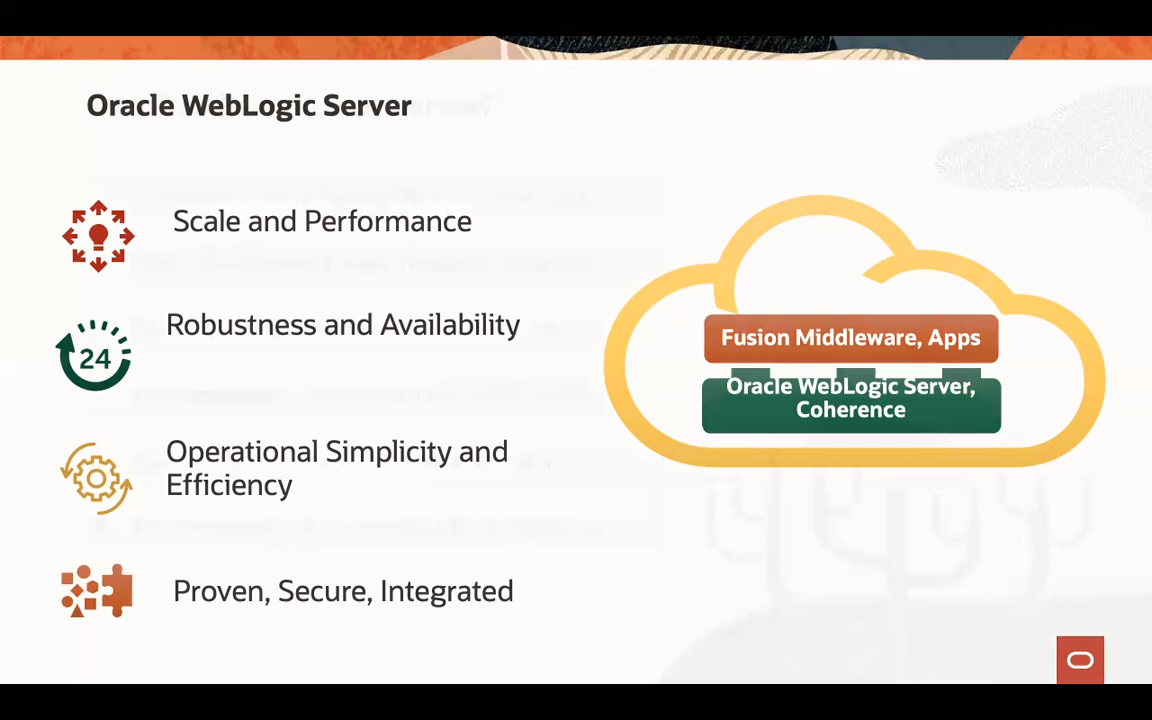 Oracle WebLogic Server
Scale and Performance
24
Robustness and Availability
Operational Simplicity and
Efficiency
Proven, Secure, Integrated
Fusion Middleware, Apps
Oracle WebLogic Server,
Coherence